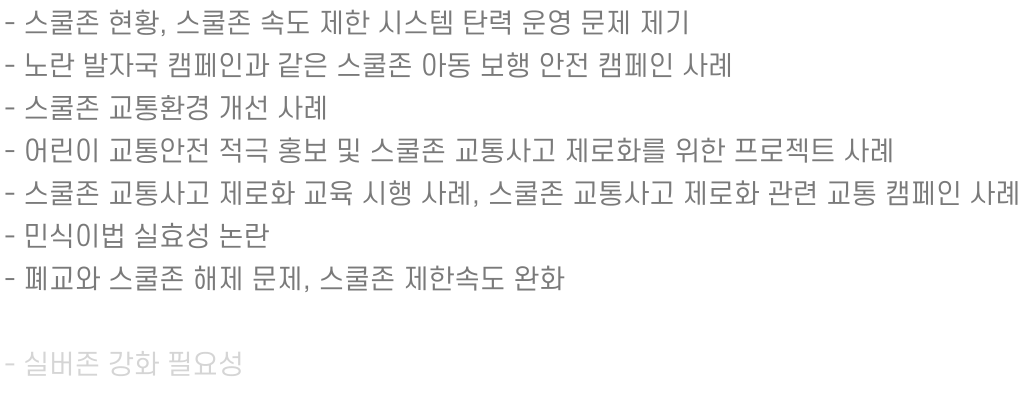 - 스쿨존 현황, 스쿨존 속도 제한 시스템 탄력 운영 문제 제기
- 노란 발자국 캠페인과 같은 스쿨존 아동 보행 안전 캠페인 사례
- 스쿨존 교통환경 개선 사례
- 어린이 교통안전 적극 홍보 및 스쿨존 교통사고 제로화를 위한 프로젝트 사례
- 스쿨존 교통사고 제로화 교육 시행 사례, 스쿨존 교통사고 제로화 관련 교통 캠페인 사례
- 민식이법 실효성 논란
- 폐교와 스쿨존 해제 문제, 스쿨존 제한속도 완화
- 실버존 강화 필요성